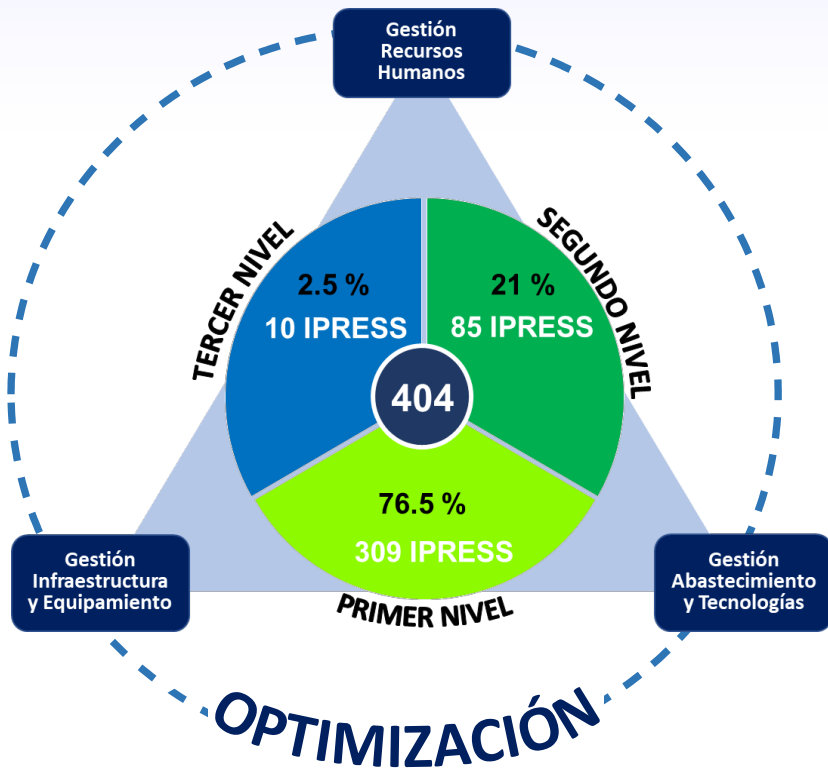 Gestión
Recursos
Humanos
TERCER NIVEL
2.5 %
10 IPRESS
SEGUNDO NIVEL
21 %
85 IPRESS
404
76.5 %
309 IPRESS
PRIMER NIVEL
Gestión
Infraestructura
y Equipamiento
Gestión
Abastecimiento
y Tecnologías
OPTIMIZACIÓN